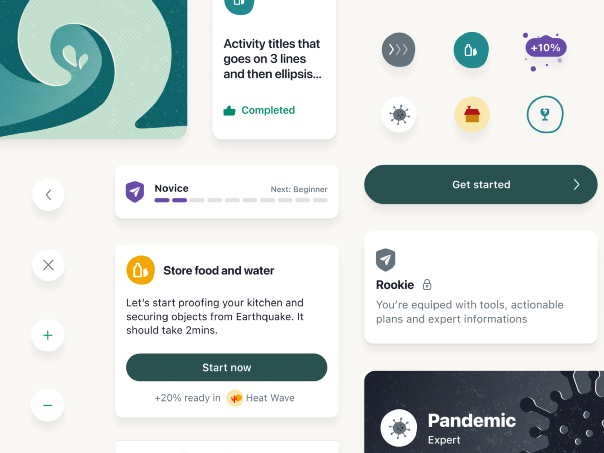 Activity titles that
goes on 3 lines
and then ellipsis...
Completed
+10%
Novice
Next: Beginner
Get started
Store food and water
Let's start proofing your kitchen and
securing objects from Earthquake. It
should take 2mins.
Start now
+20% ready in Heat Wave
Rookie
You're equiped with tools, actionable
plans and expert informations
Pandemic
Expert